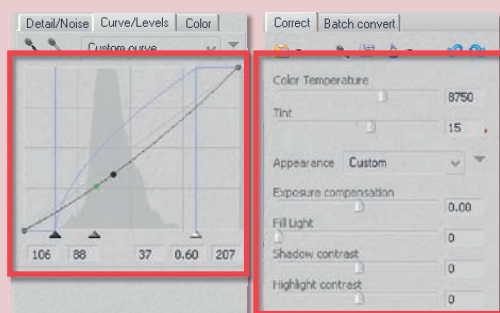 Detail/Noise Curve/Levels Color
Custom curve
106 88 37 0.60 207
Correct Batch convert
Color Temperature
8750
Tint
15
Appearance Custom
Exposure compensation
0.00
Fill Light
0
Shadow contrast
0
Highlight contrast
0